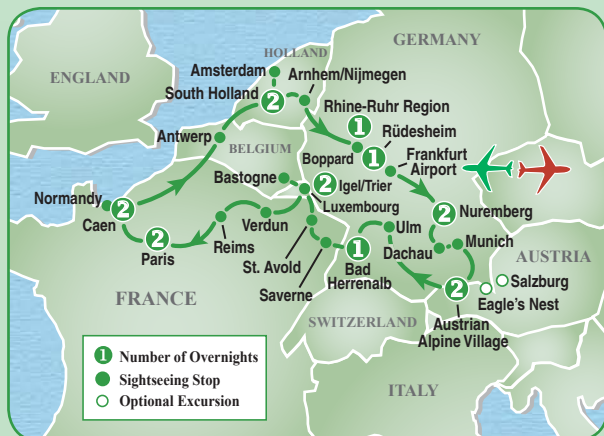 HOLLAND
GERMANY
ENGLAND
Amsterdam
Arnhem/Nijmegen
South Holland
2
Rhine-Ruhr Region
1
Rüdesheim
Antwerp
BELGIUM
Boppard
1
Frankfurt
Airport
Bastogne
2
Igel/Trier
Luxembourg
Normandy
Caen
2
2
Nuremberg
Verdun
Reims
2
Paris
Ulm
Munich
AUSTRIA
St. Avold
1
Dachau
Bad
Herrenalb
Saverne
Salzburg
Eagle's Nest
2
Austrian
Alpine Village
FRANCE
SWITZERLAND
ITALY
1 Number of Overnights
Sightseeing Stop
Optional Excursion